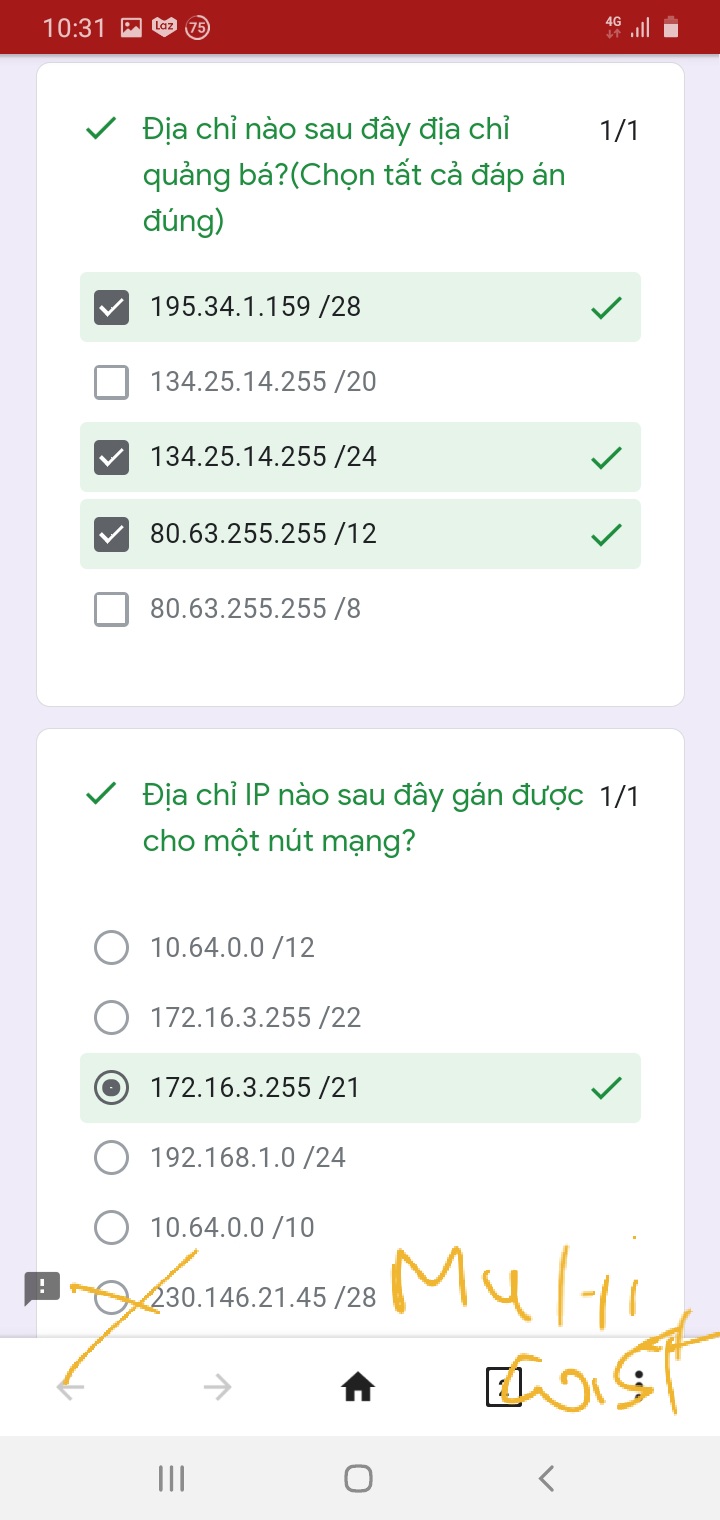 10:31 Laz 75 4G
Địa chỉ nào sau đây địa chỉ 1/1
quảng bá?(Chọn tất cả đáp án
đúng)
195.34.1.159 /28
134.25.14.255 /20
134.25.14.255 /24
80.63.255.255 /12
80.63.255.255 /8
Địa chỉ IP nào sau đây gán được 1/1
cho một nút mạng?
10.64.0.0 /12
172.16.3.255 /22
172.16.3.255 /21
192.168.1.0 /24
10.64.0.0 /10
230.146.21.45 /28 Multi
2 cast